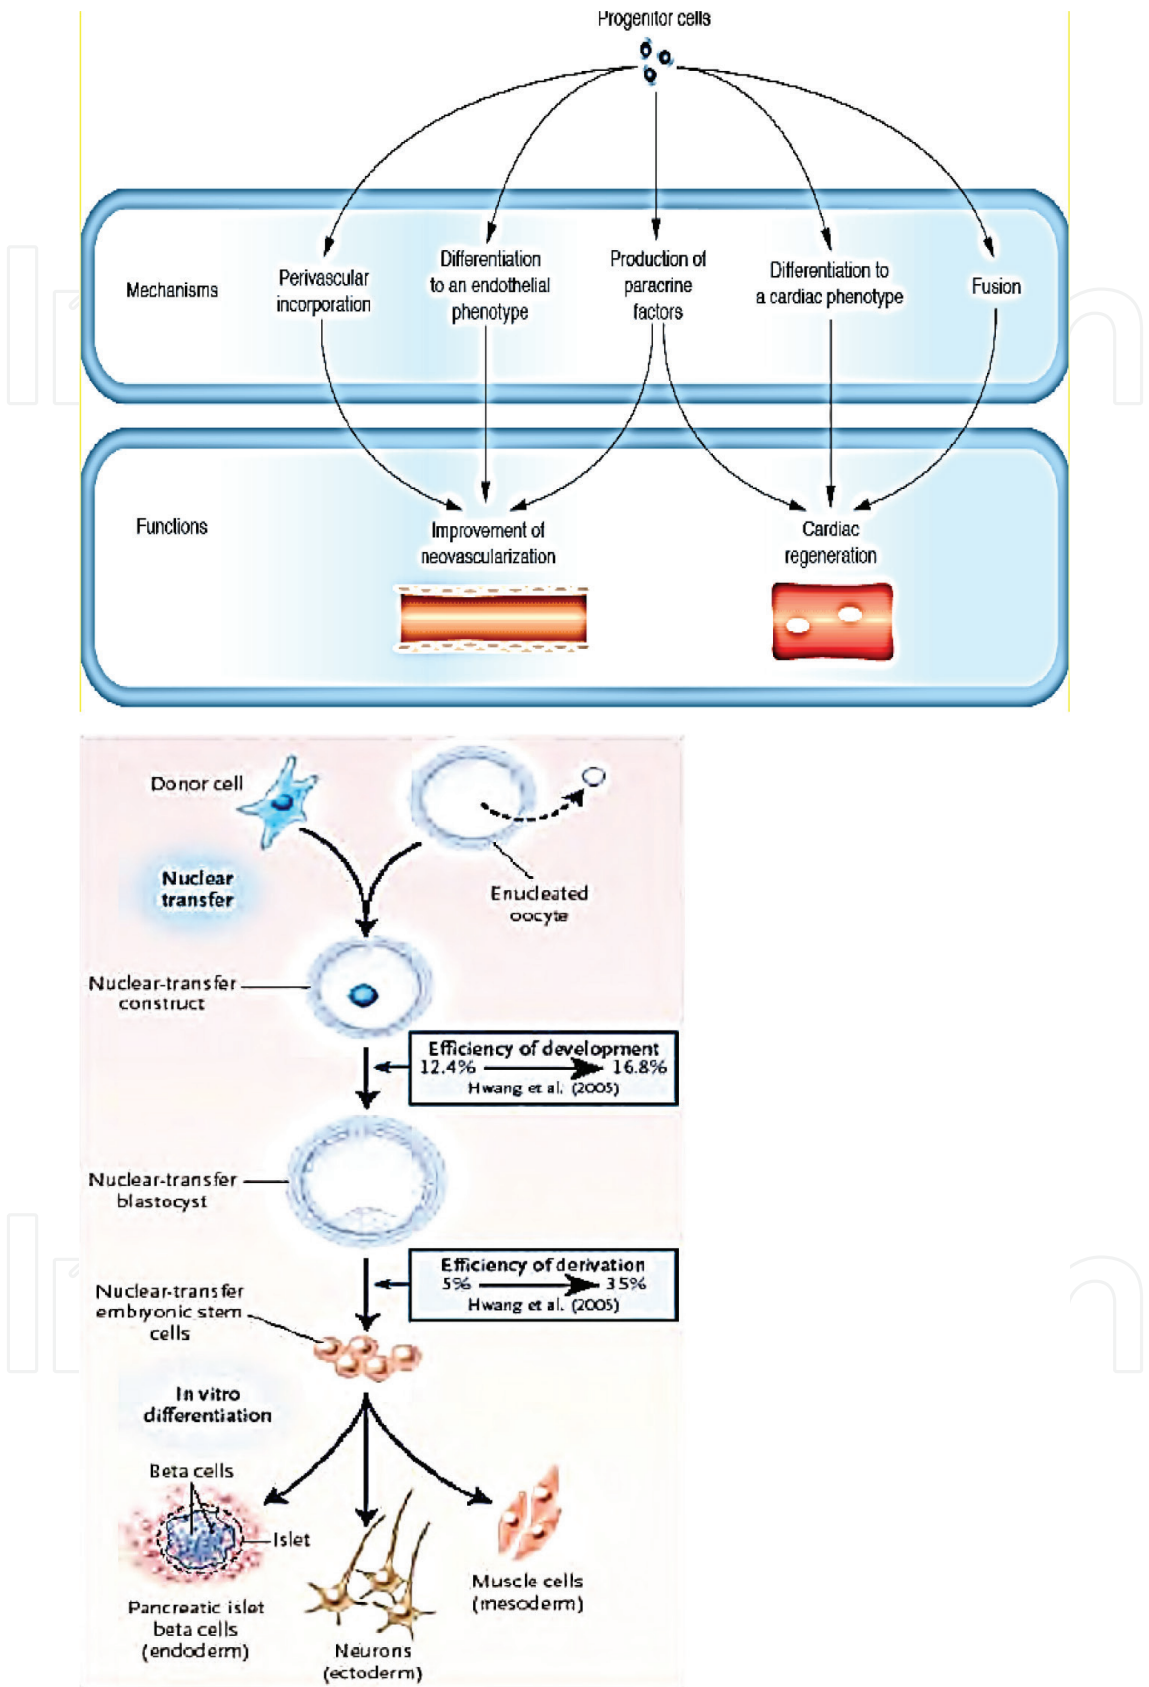 Progenitor cells
Mechanisms
Perivascular
incorporation
Differentiation
to an endothelial
phenotype
Production of
paracrine
factors
Differentiation to
a cardiac phenotype
Fusion
Functions
Improvement of
neovascularization
Cardiac
regeneration
Donor cell
Nuclear
transfer
Enucleated
oocyte
Nuclear-transfer
construct
Efficiency of development
12.4% 16.8%
Hwang et al. (2005)
Nuclear-transfer
blastocyst
Efficiency of derivation
5% 35%
Hwang et al. (2005)
Nuclear-transfer
embryonic stem
cells
In vitro
differentiation
Beta cells
Islet
Pancreatic islet
beta cells
(endoderm)
Neurons
(ectoderm)
Muscle cells
(mesoderm)